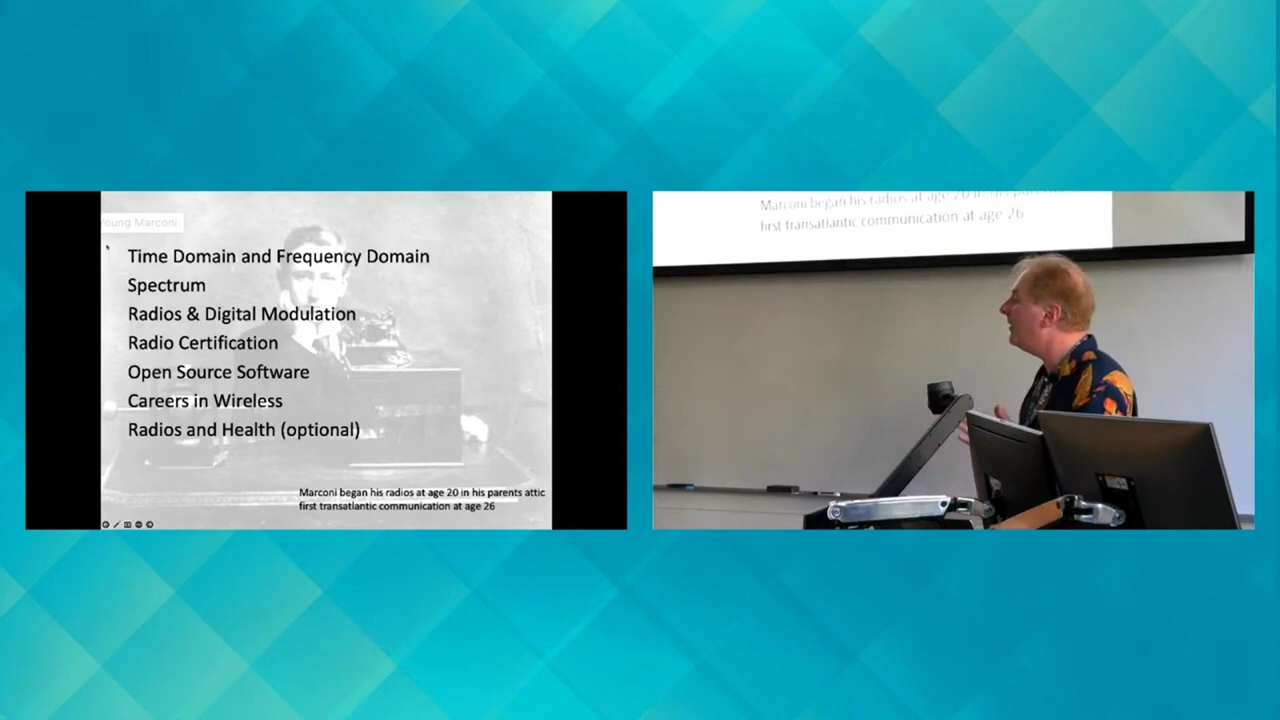 Young Marconi
Time Domain and Frequency Domain
Spectrum
Radios & Digital Modulation
Radio Certification
Open Source Software
Careers in Wireless
Radios and Health (optional)
Marconi began his radios at age 20 in his parents attic
first transatlantic communication at age 26
Marconi began his radios at age 20 in his parents
first transatlantic communication at age 26